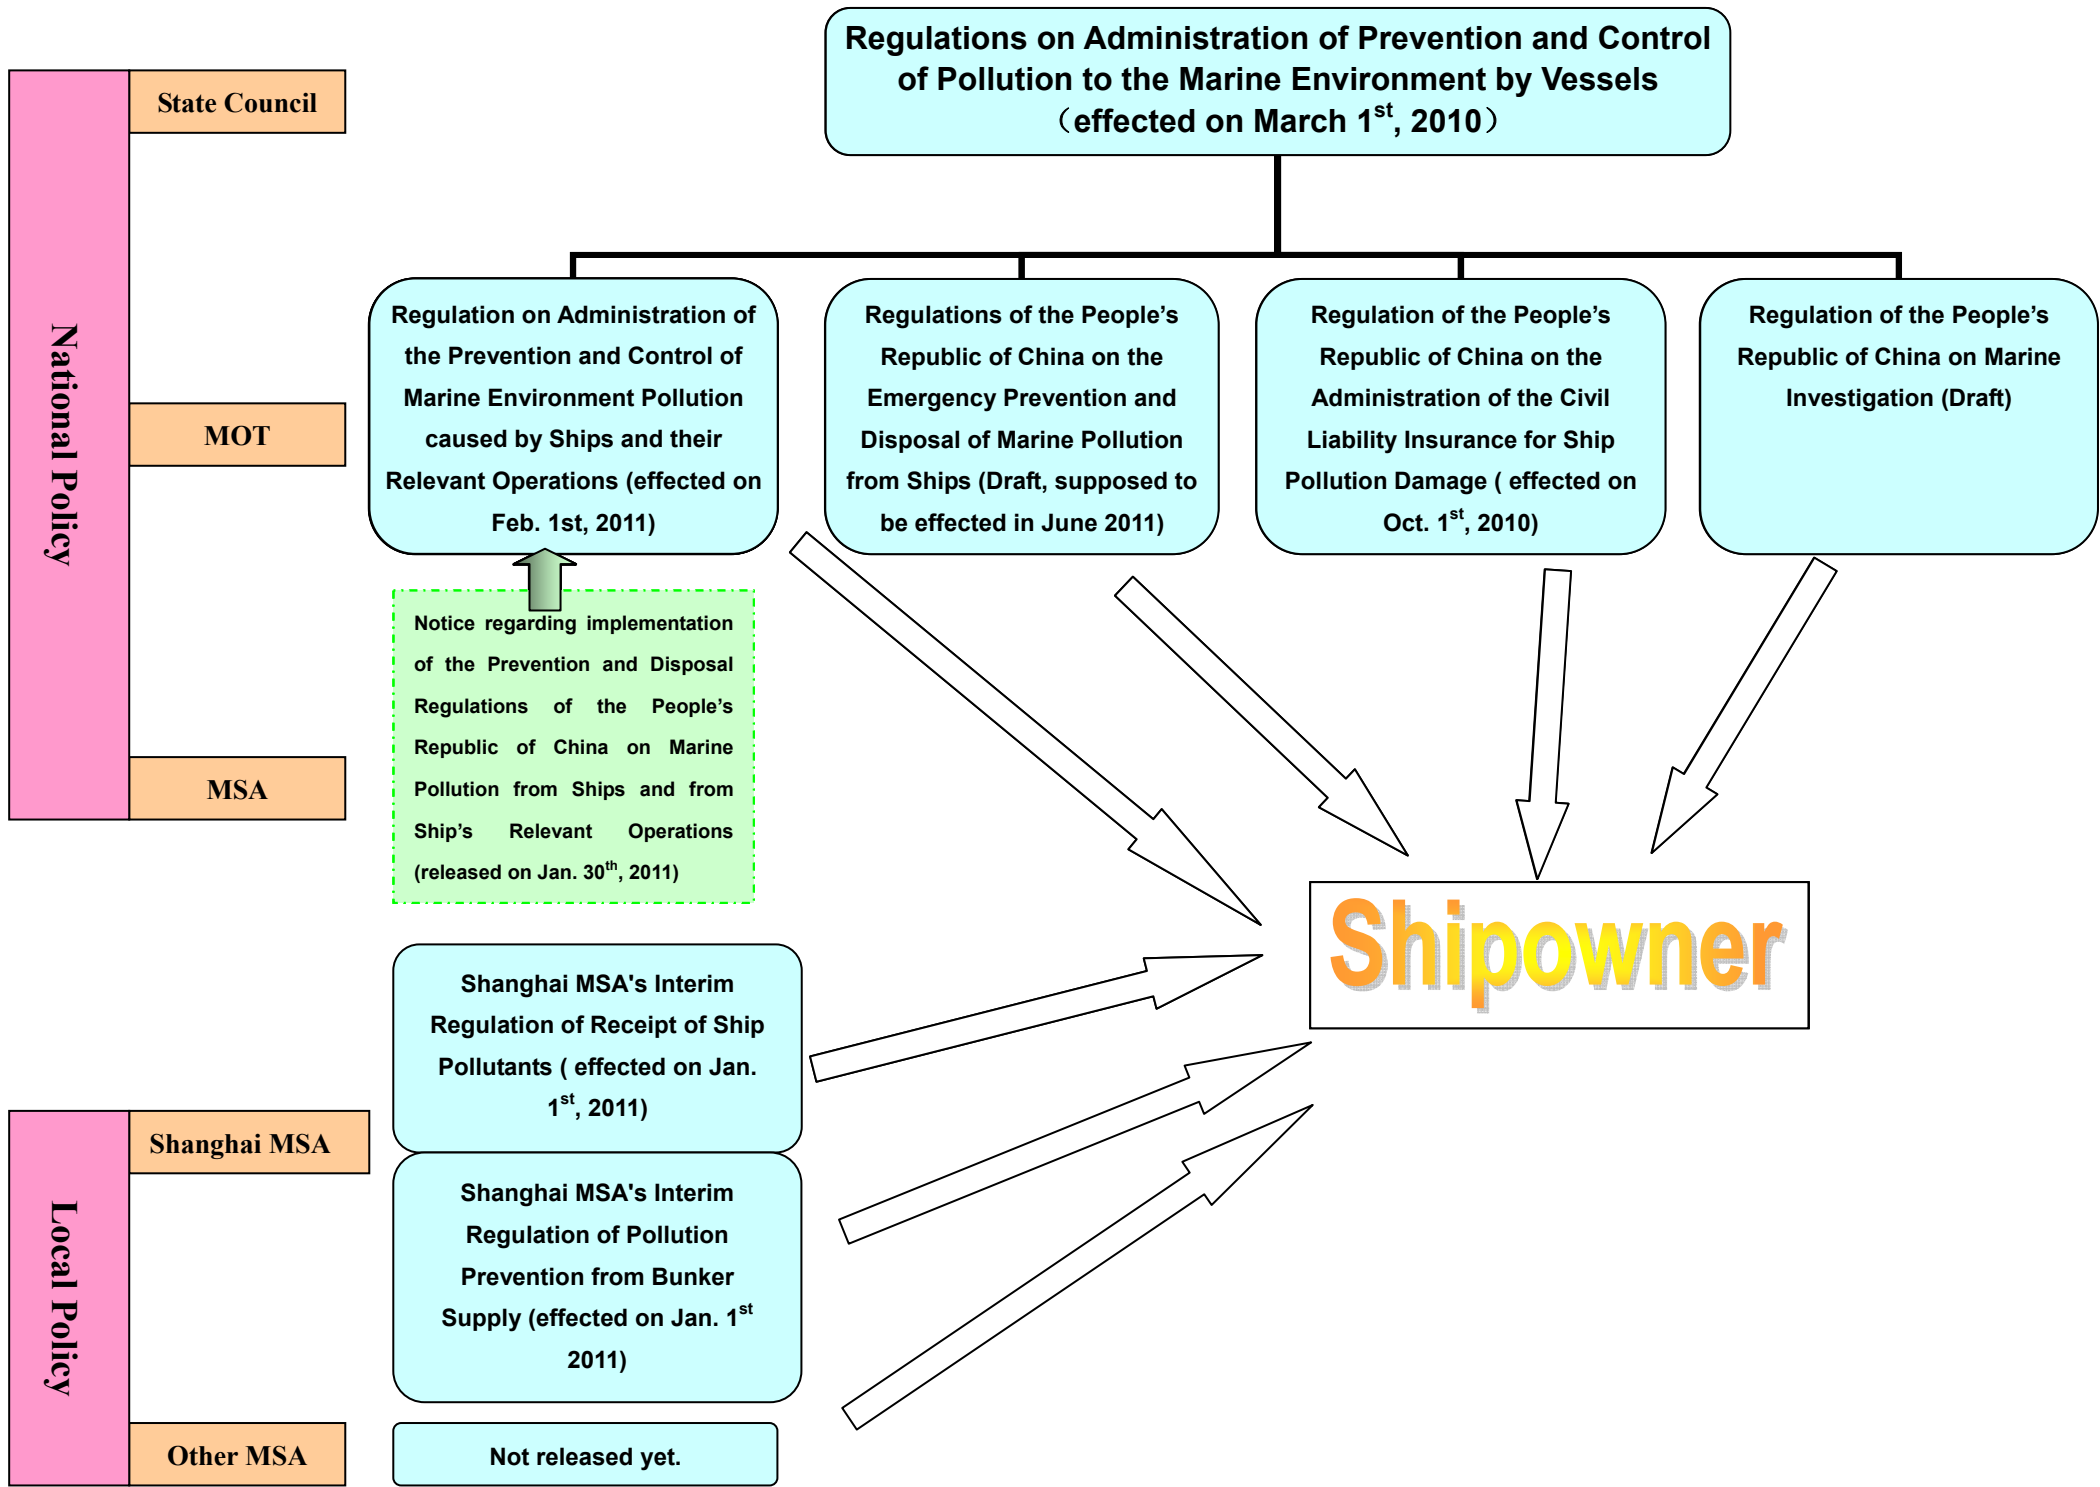 Regulations on Administration of Prevention and Control
of Pollution to the Marine Environment by Vessels
（effected on March 1st, 2010）
National Policy
State Council
MOT
MSA
Regulation on Administration of
the Prevention and Control of
Marine Environment Pollution
caused by Ships and their
Relevant Operations (effected on
Feb. 1st, 2011)
Regulations of the People's
Republic of China on the
Emergency Prevention and
Disposal of Marine Pollution
from Ships (Draft, supposed to
be effected in June 2011)
Regulation of the People's
Republic of China on the
Administration of the Civil
Liability Insurance for Ship
Pollution Damage ( effected on
Oct. 1st, 2010)
Regulation of the People's
Republic of China on Marine
Investigation (Draft)
Notice regarding implementation
of the Prevention and Disposal
Regulations of the People's
Republic of China on Marine
Pollution from Ships and from
Ship's Relevant Operations
(released on Jan. 30th, 2011)
Shipowner
Local Policy
Shanghai MSA
Other MSA
Shanghai MSA's Interim
Regulation of Receipt of Ship
Pollutants ( effected on Jan.
1st, 2011)
Shanghai MSA's Interim
Regulation of Pollution
Prevention from Bunker
Supply (effected on Jan. 1st
2011)
Not released yet.